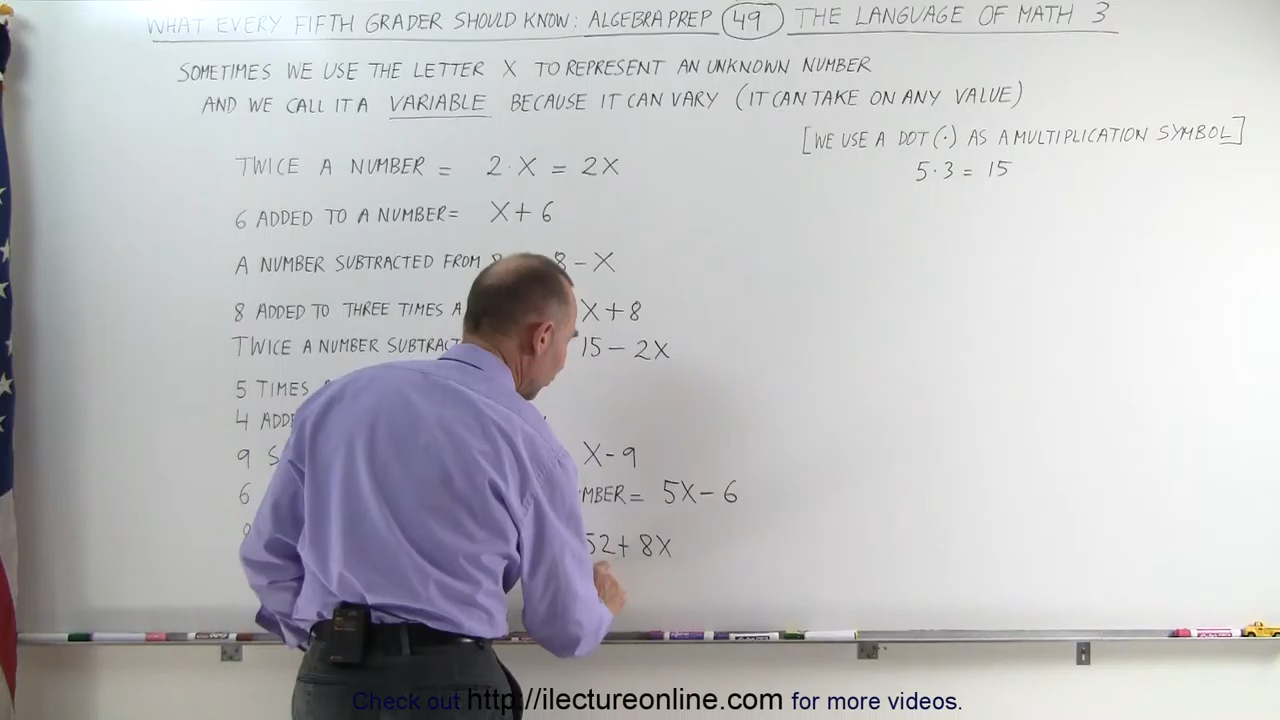 WHAT EVERY FIFTH GRADER SHOULD KNOW: ALGEBRA PREP 49 THE LANGUAGE OF MATH 3
SOMETIMES WE USE THE LETTER X TO REPRESENT AN UNKNOWN NUMBER
AND WE CALL IT A VARIABLE BECAUSE IT CAN VARY (IT CAN TAKE ON ANY VALUE)
[WE USE A DOT (·) AS A MULTIPLICATION SYMBOL]
5·3 = 15
TWICE A NUMBER = 2·X = 2X
6 ADDED TO A NUMBER = X + 6
A NUMBER SUBTRACTED FROM 8 - X
8 ADDED TO THREE TIMES A X + 8
TWICE A NUMBER 15 - 2X
5 TIMES
4
9 X - 9
6 = 5X - 6
52 + 8X
Check out http://ilectureonline.com for more videos.